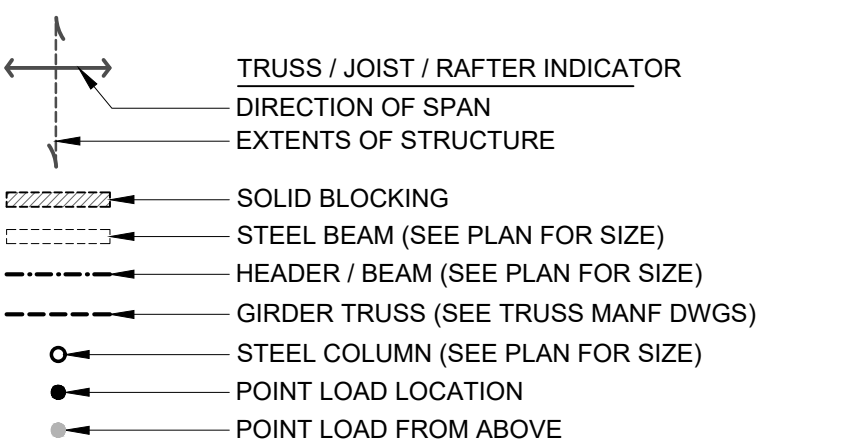 TRUSS / JOIST / RAFTER INDICATOR
DIRECTION OF SPAN
EXTENTS OF STRUCTURE
SOLID BLOCKING
STEEL BEAM (SEE PLAN FOR SIZE)
HEADER / BEAM (SEE PLAN FOR SIZE)
GIRDER TRUSS (SEE TRUSS MANF DWGS)
STEEL COLUMN (SEE PLAN FOR SIZE)
POINT LOAD LOCATION
POINT LOAD FROM ABOVE